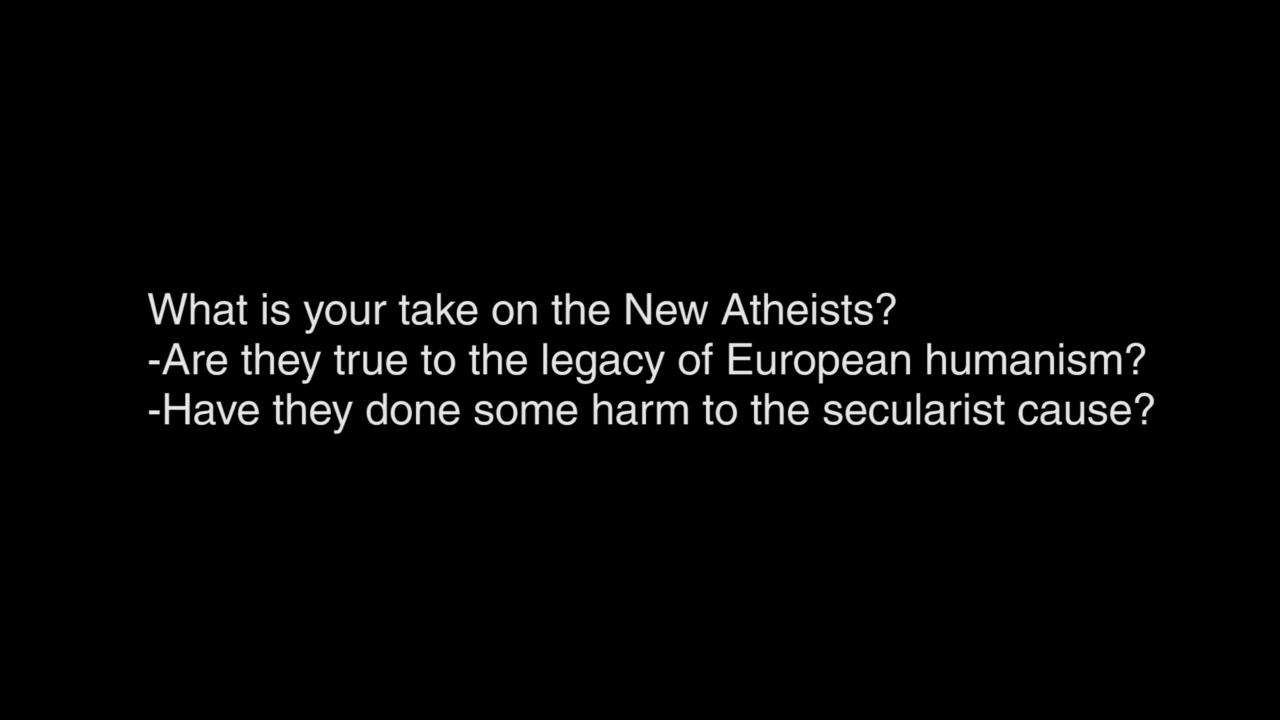 What is your take on the New Atheists?
-Are they true to the legacy of European humanism?
-Have they done some harm to the secularist cause?